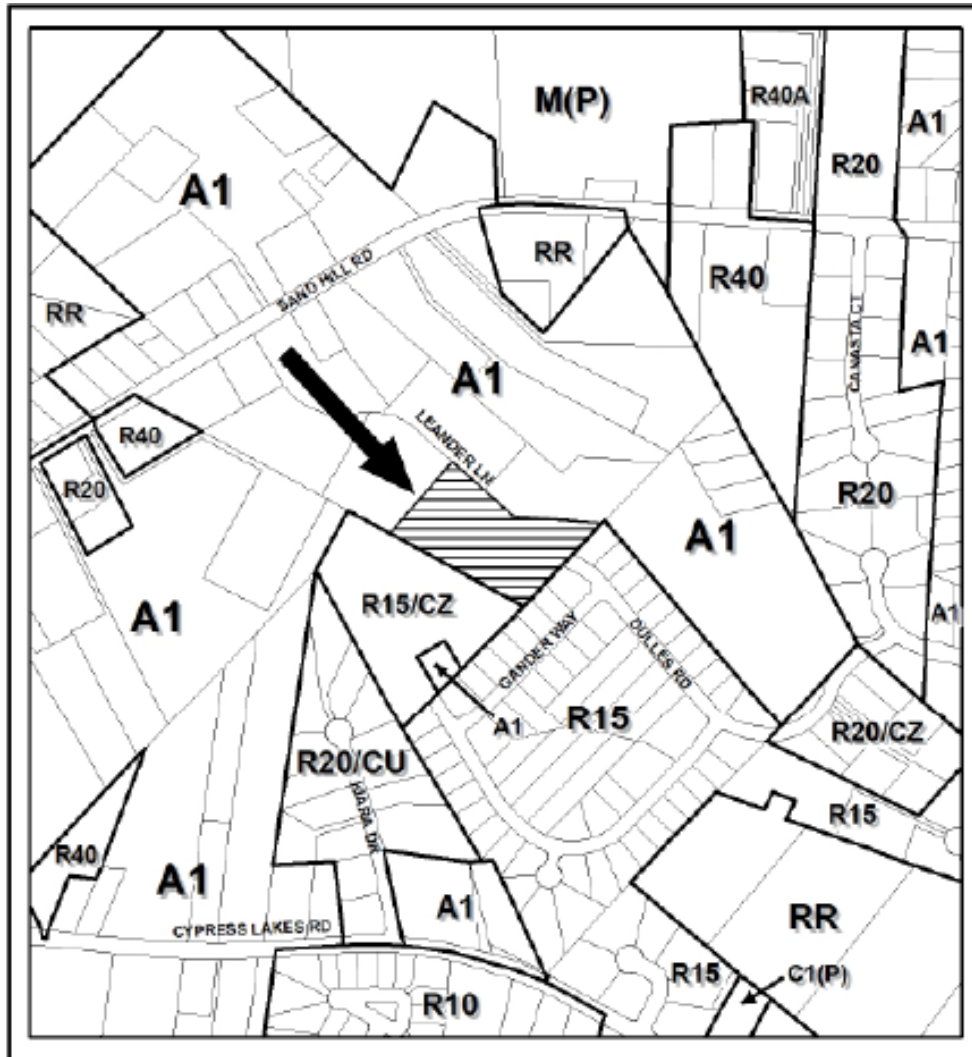 M(P)
R40A
A1
R20
A1
RR
R40
SAND HILL RD
RR
A1
A1
CANASTA CT
R40
LEANDER LN
R20
R20
A1
R15/CZ
A1
A1
GANDER WAY
DULLES RD
A1
R15
R20/CZ
R20/CU
R15
R40
A1
A1
CYPRESS LAKES RD
RR
R15
C1(P)
R10